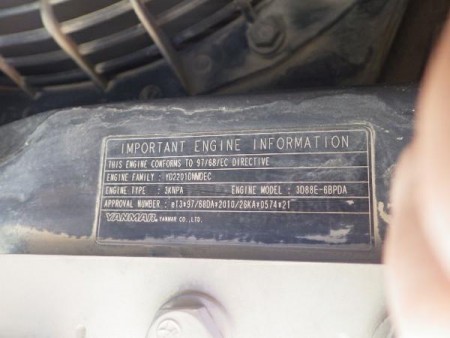 IMPORTANT ENGINE INFORMATION
THIS ENGINE CONFORMS TO 97/68/EC DIRECTIVE
ENGINE FAMILY : YDZ2010NMDEC
ENGINE TYPE : 3KNPA ENGINE MODEL : 3D88E-6BPDA
APPROVAL NUMBER : e13*97/68DA*2010/26KA*0574*21
YANMAR YANMAR CO.,LTD.